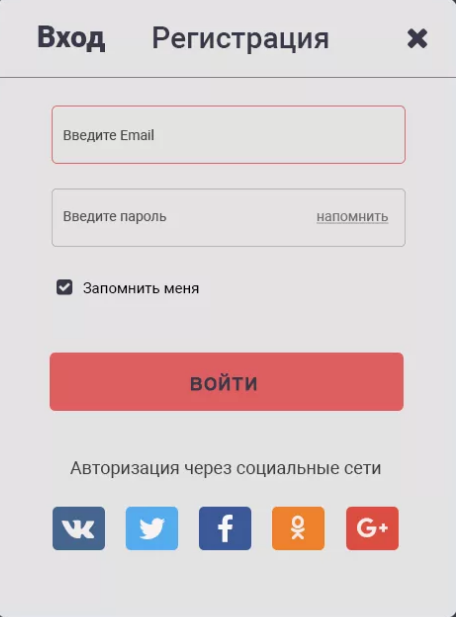 Вход Регистрация
Введите Email
Введите пароль напомнить
Запомнить меня
ВОЙТИ
Авторизация через социальные сети
G+